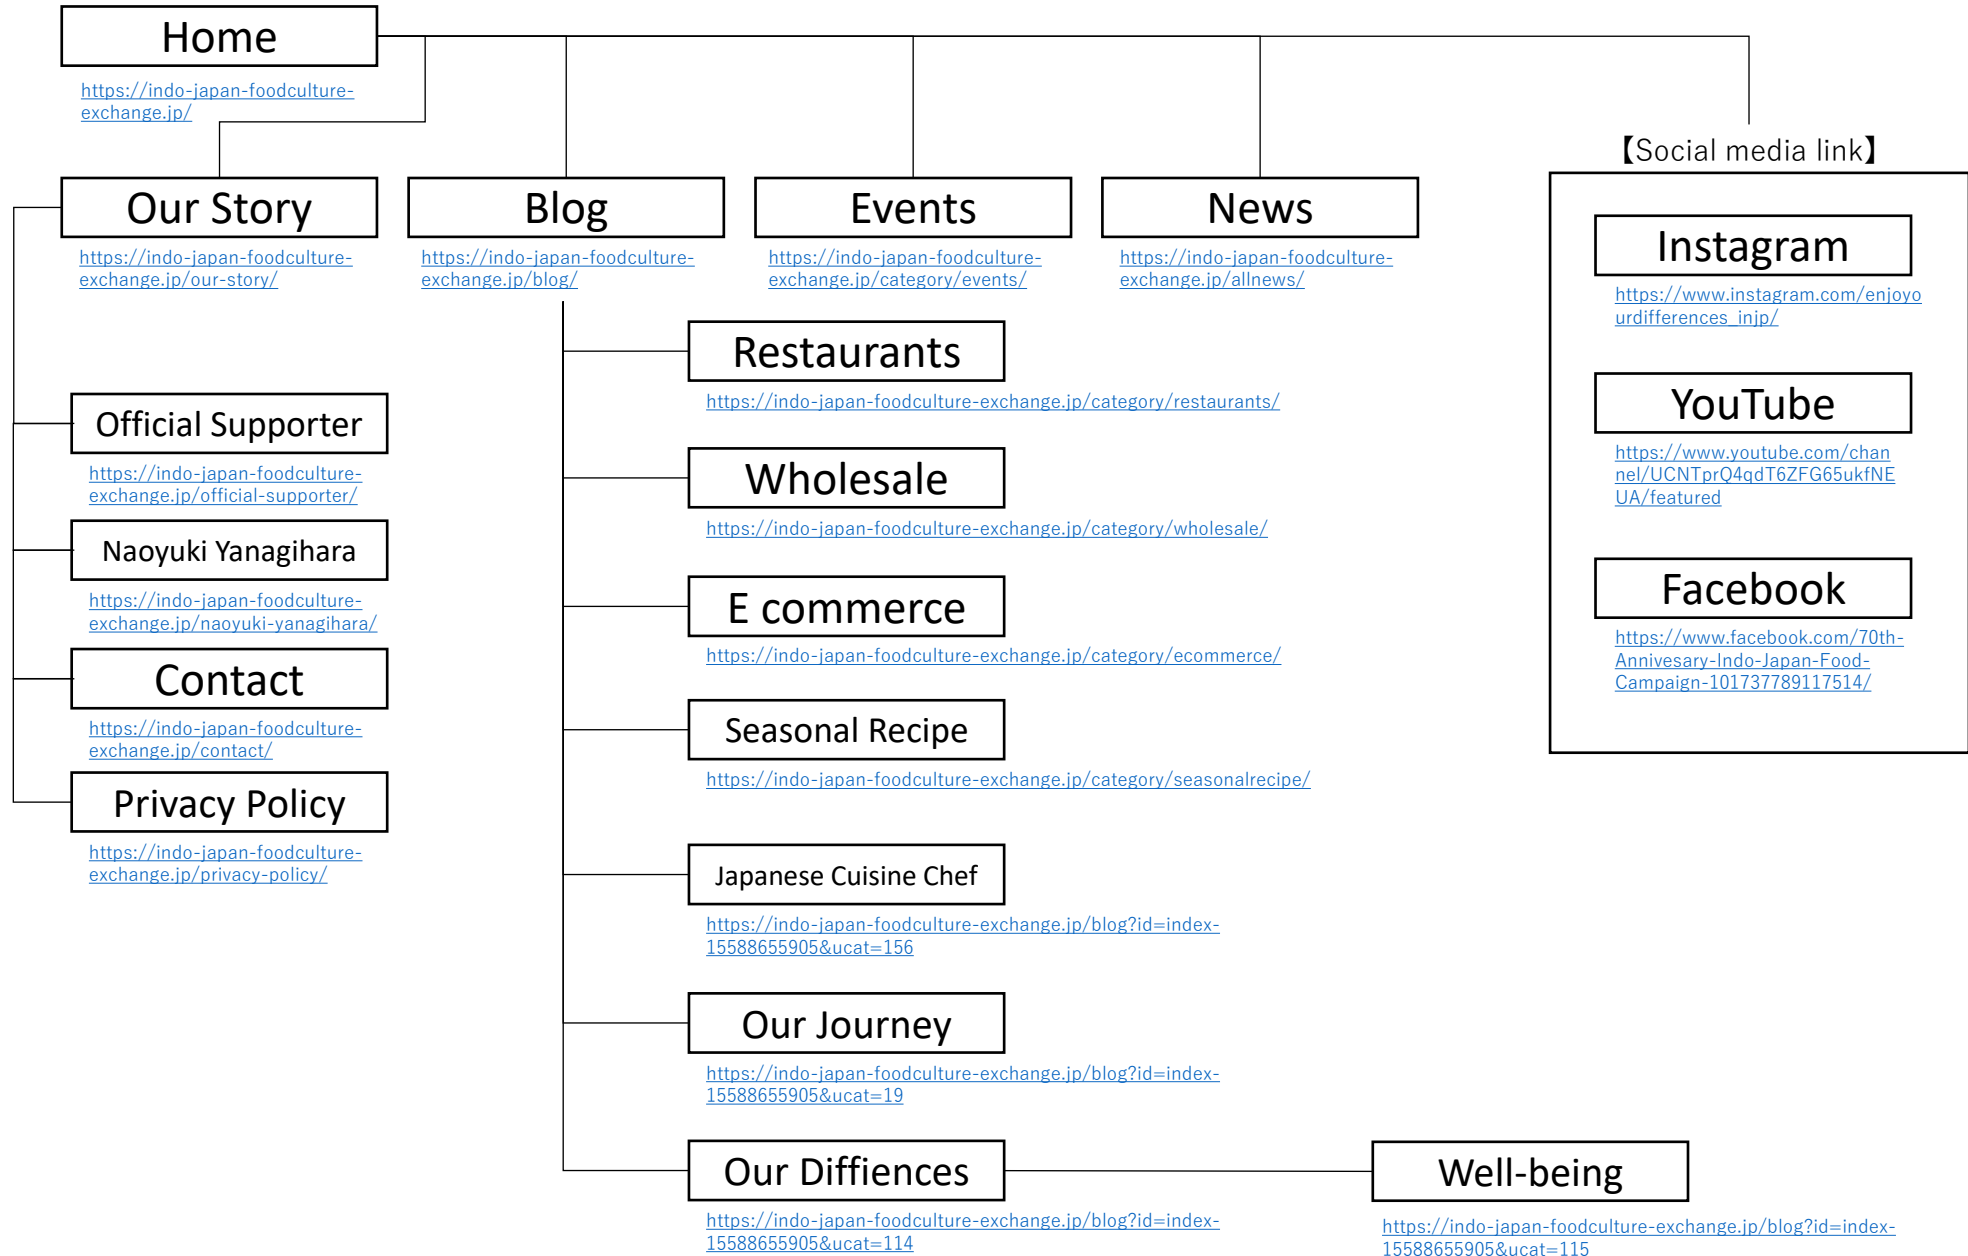 Home
https://indo-japan-foodculture-
exchange.jp/
【Social media link】
Our Story
https://indo-japan-foodculture-
exchange.jp/our-story/
Blog
https://indo-japan-foodculture-
exchange.jp/blog/
Events
https://indo-japan-foodculture-
exchange.jp/category/events/
News
https://indo-japan-foodculture-
exchange.jp/allnews/
Instagram
https://www.instagram.com/enjoyo
urdifferences_injp/
YouTube
https://www.youtube.com/chan
nel/UCNTprQ4qdT6ZFG65ukfNE
UA/featured
Facebook
https://www.facebook.com/70th-
Annivesary-Indo-Japan-Food-
Campaign-101737789117514/
Official Supporter
https://indo-japan-foodculture-
exchange.jp/official-supporter/
Naoyuki Yanagihara
https://indo-japan-foodculture-
exchange.jp/naoyuki-yanagihara/
Contact
https://indo-japan-foodculture-
exchange.jp/contact/
Privacy Policy
https://indo-japan-foodculture-
exchange.jp/privacy-policy/
Restaurants
https://indo-japan-foodculture-exchange.jp/category/restaurants/
Wholesale
https://indo-japan-foodculture-exchange.jp/category/wholesale/
E commerce
https://indo-japan-foodculture-exchange.jp/category/ecommerce/
Seasonal Recipe
https://indo-japan-foodculture-exchange.jp/category/seasonalrecipe/
Japanese Cuisine Chef
https://indo-japan-foodculture-exchange.jp/blog?id=index-
15588655905&ucat=156
Our Journey
https://indo-japan-foodculture-exchange.jp/blog?id=index-
15588655905&ucat=19
Our Diffiences
https://indo-japan-foodculture-exchange.jp/blog?id=index-
15588655905&ucat=114
Well-being
https://indo-japan-foodculture-exchange.jp/blog?id=index-
15588655905&ucat=115